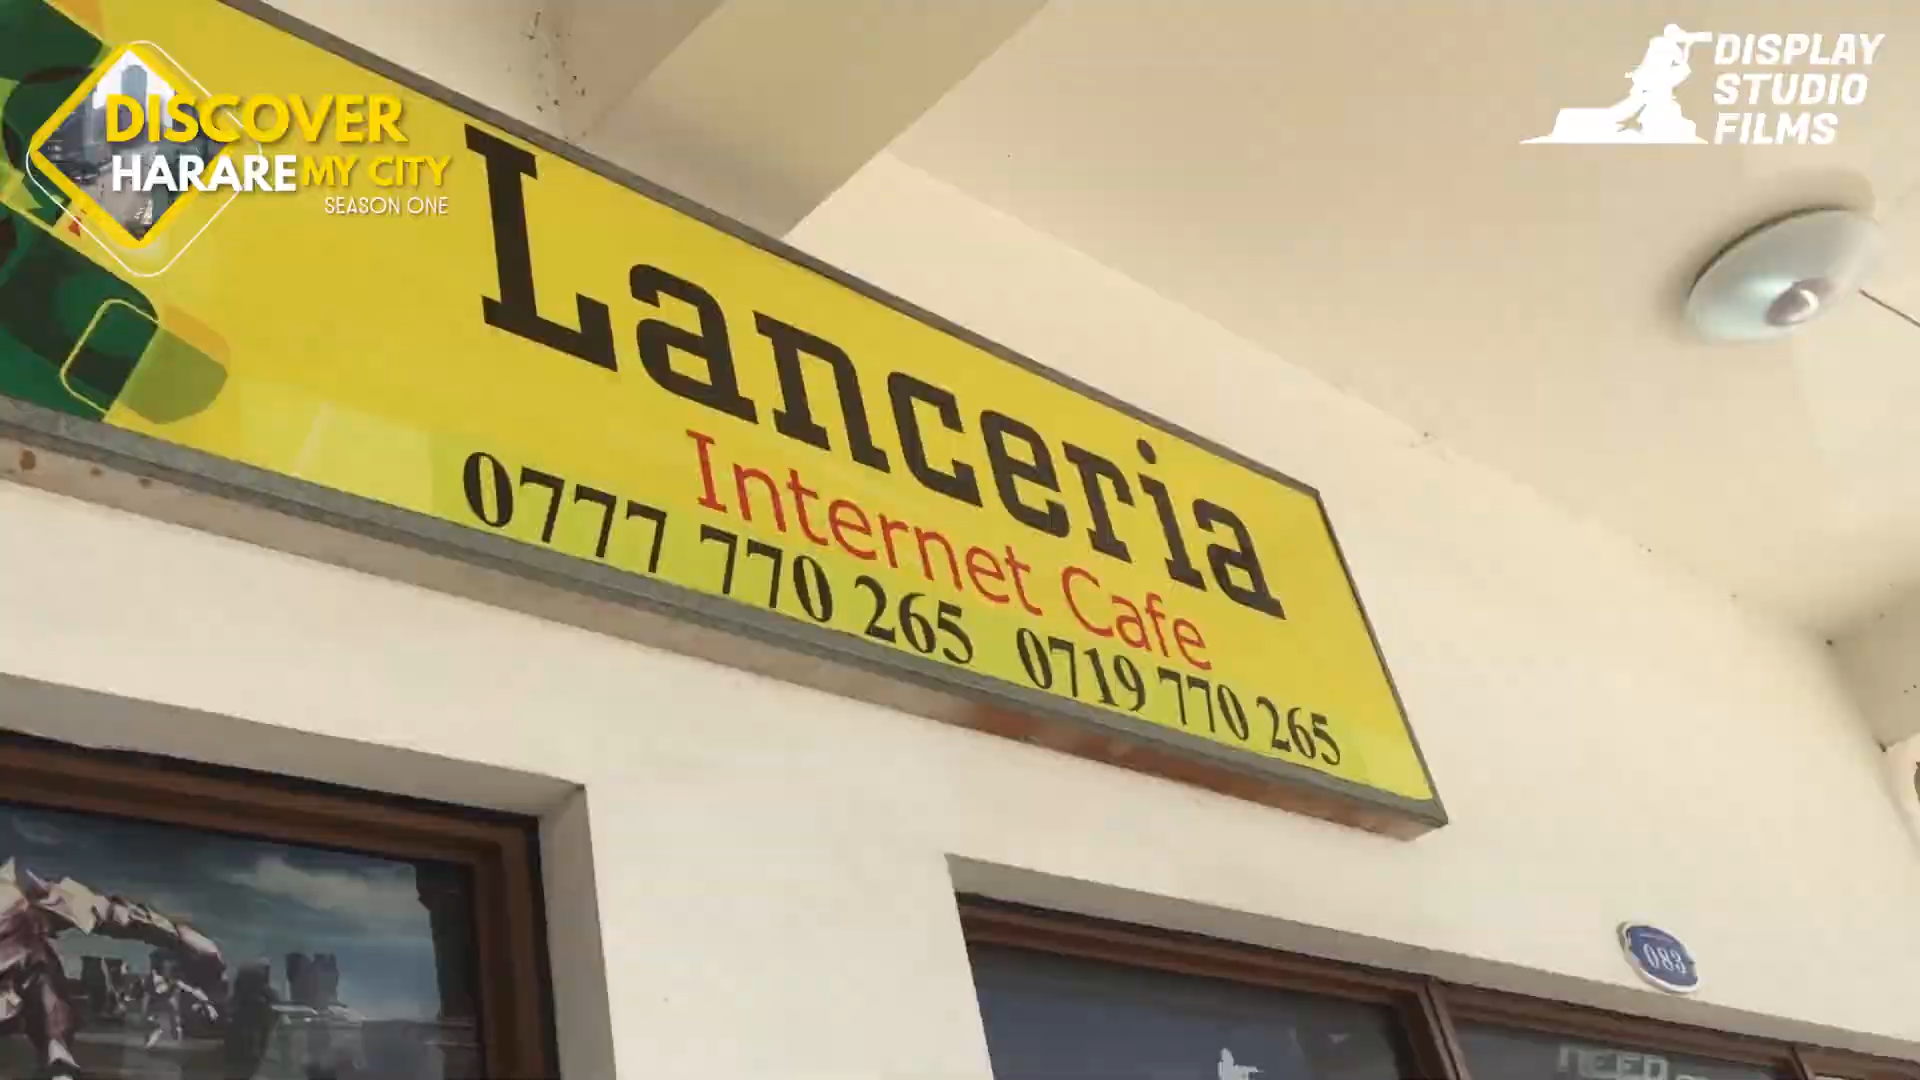 DISCOVER
HARARE MY CITY
SEASON ONE
DISPLAY
STUDIO
FILMS
Lanceria
Internet Cafe
0777 770 265 0719 770 265
083
NEED